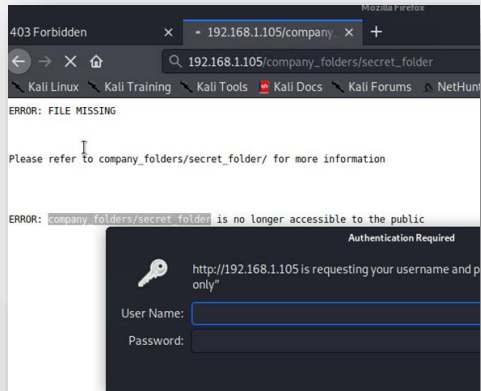 Mozilla Firefox
403 Forbidden
192.168.1.105/company_
192.168.1.105/company_folders/secret_folder
Kali Linux Kali Training Kali Tools Kali Docs Kali Forums NetHun
ERROR: FILE MISSING
Please refer to company_folders/secret_folder/ for more information
ERROR: company_folders/secret_folder is no longer accessible to the public
Authentication Required
http://192.168.1.105 is requesting your username and p
only"
User Name:
Password: